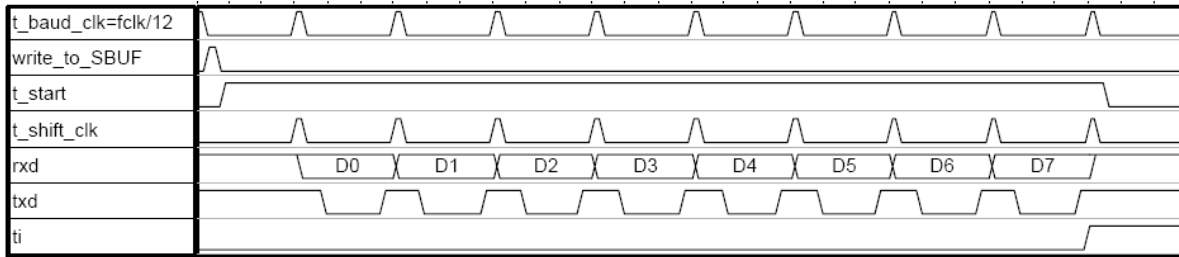 t_baud_clk=fclk/12
write_to_SBUF
t_start
t_shift_clk
rxd D0 D1 D2 D3 D4 D5 D6 D7
txd
ti